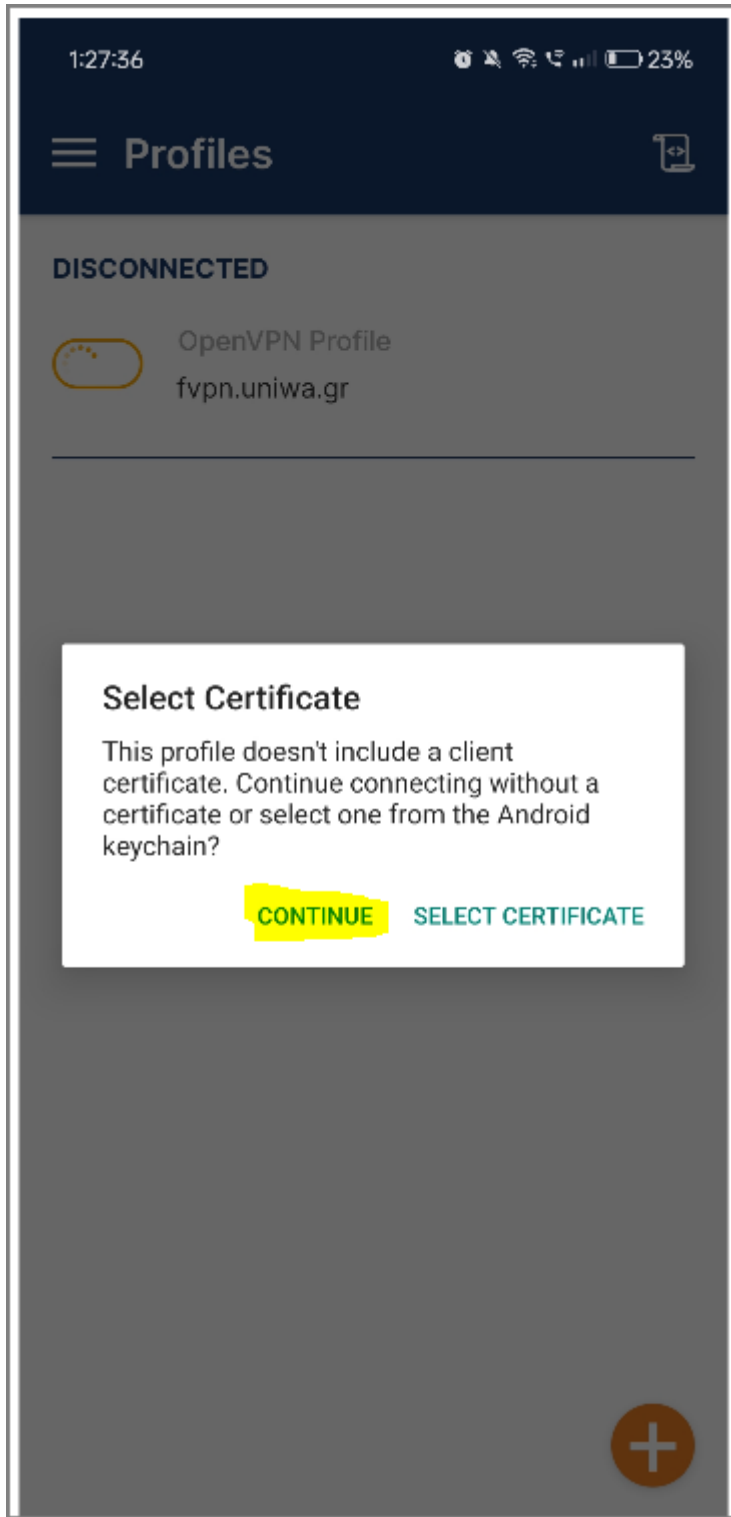 1:27:36 23%
Profiles
DISCONNECTED
OpenVPN Profile
fvpn.uniwa.gr
Select Certificate
This profile doesn't include a client
certificate. Continue connecting without a
certificate or select one from the Android
keychain?
CONTINUE SELECT CERTIFICATE